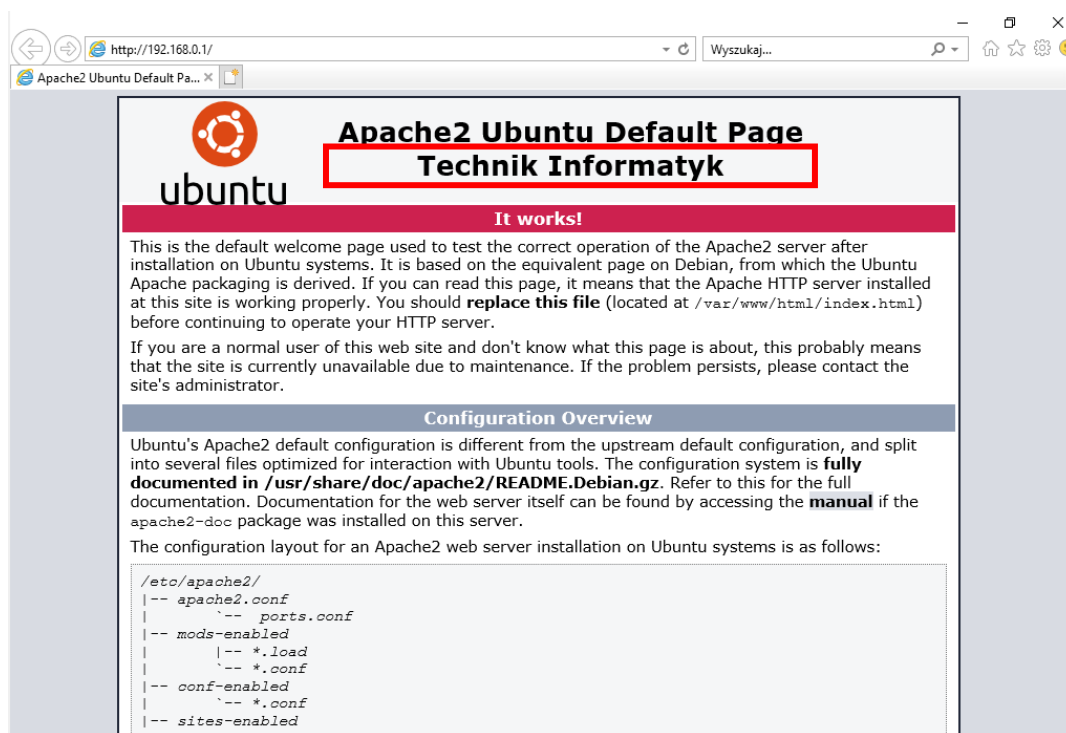 http://192.168.0.1/
Wyszukaj...
Apache2 Ubuntu Default Pa...
ubuntu
Apache2 Ubuntu Default Page
Technik Informatyk
It works!
This is the default welcome page used to test the correct operation of the Apache2 server after
installation on Ubuntu systems. It is based on the equivalent page on Debian, from which the Ubuntu
Apache packaging is derived. If you can read this page, it means that the Apache HTTP server installed
at this site is working properly. You should replace this file (located at /var/www/html/index.html)
before continuing to operate your HTTP server.
If you are a normal user of this web site and don't know what this page is about, this probably means
that the site is currently unavailable due to maintenance. If the problem persists, please contact the
site's administrator.
Configuration Overview
Ubuntu's Apache2 default configuration is different from the upstream default configuration, and split
into several files optimized for interaction with Ubuntu tools. The configuration system is fully
documented in /usr/share/doc/apache2/README.Debian.gz. Refer to this for the full
documentation. Documentation for the web server itself can be found by accessing the manual if the
apache2-doc package was installed on this server.
The configuration layout for an Apache2 web server installation on Ubuntu systems is as follows:
/etc/apache2/
|-- apache2.conf
|       `--  ports.conf
|-- mods-enabled
|       |-- *.load
|       `-- *.conf
|-- conf-enabled
|       `-- *.conf
|-- sites-enabled